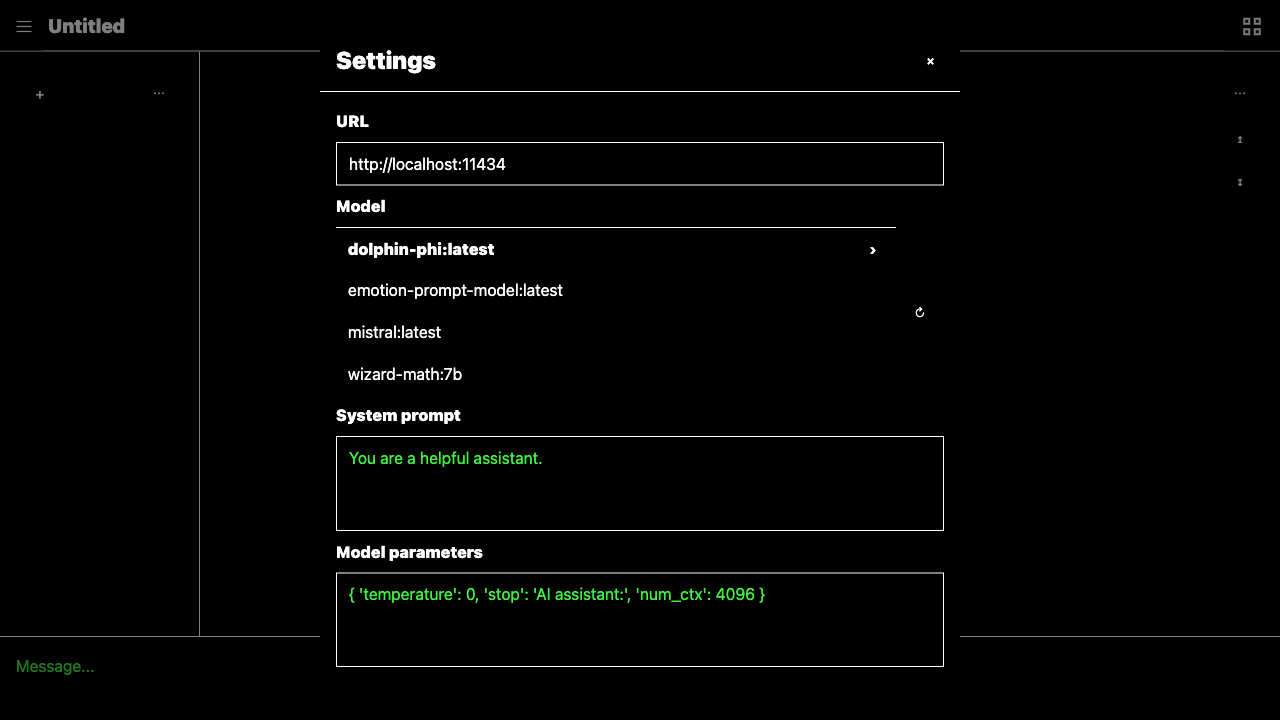 Untitled
Settings
URL
http://localhost:11434
Model
dolphin-phi:latest
emotion-prompt-model:latest
mistral:latest
wizard-math:7b
System prompt
You are a helpful assistant.
Model parameters
{ 'temperature': 0, 'stop': 'AI assistant:', 'num_ctx': 4096 }
Message...